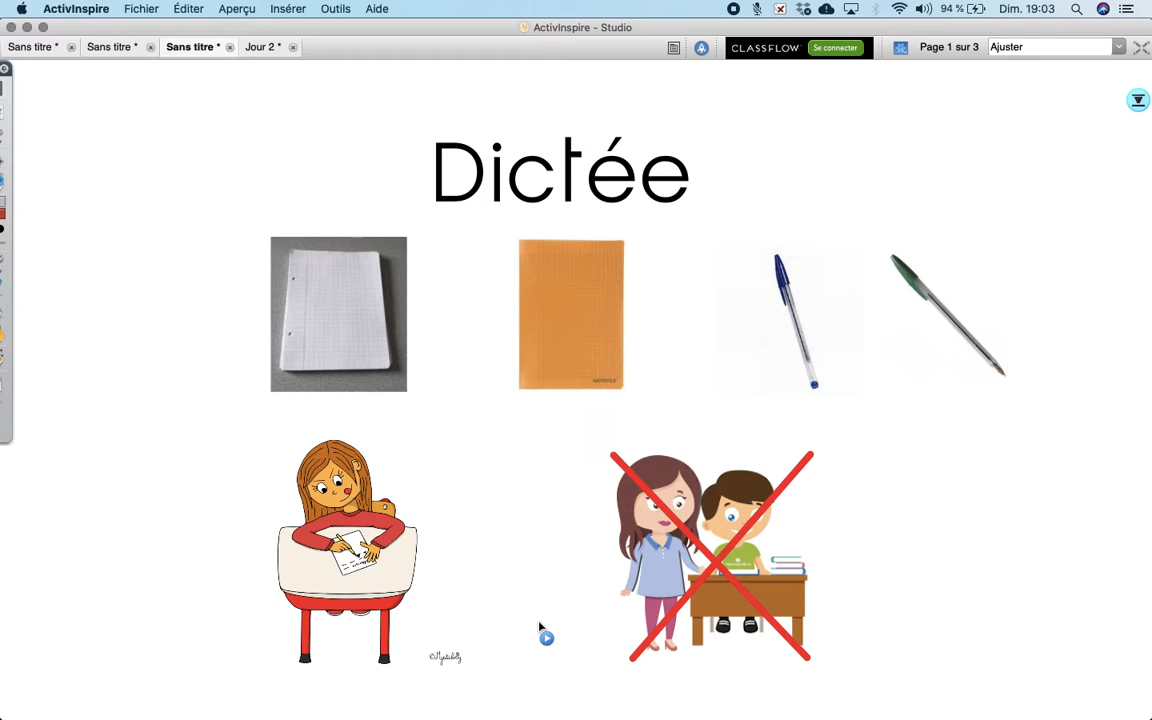 ActivInspire Fichier Éditer Aperçu Insérer Outils Aide 94 % Dim. 19:03
ActivInspire - Studio
Sans titre * Sans titre * Sans titre * Jour 2 * CLASSFLOW Se connecter Page 1 sur 3 Ajuster
Dictée